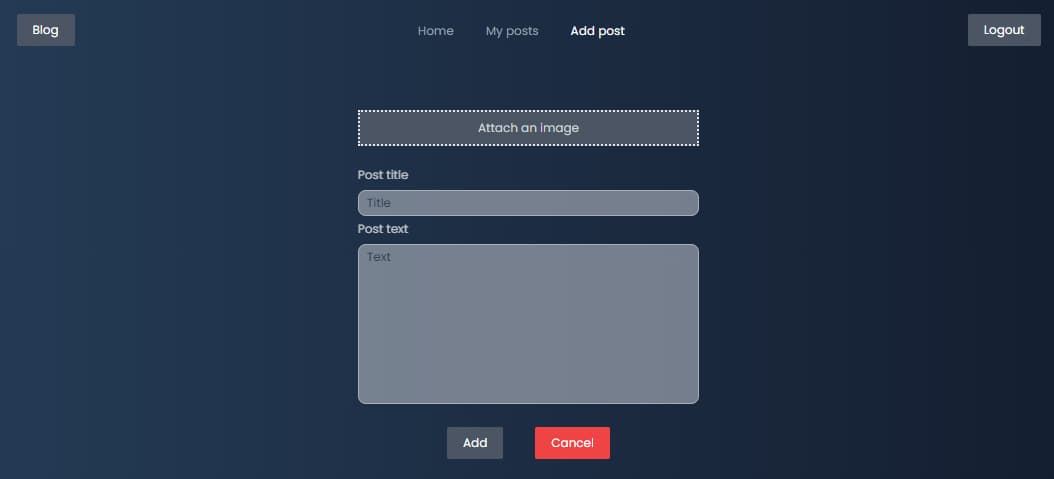 Blog
Home My posts Add post
Logout
Attach an image
Post title
Title
Post text
Text
Add Cancel